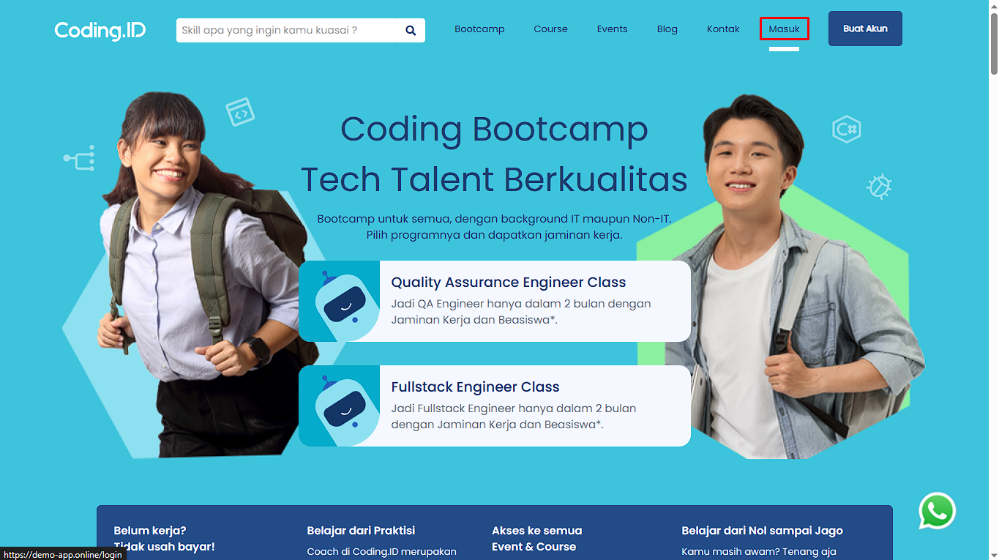 Coding.ID
Skill apa yang ingin kamu kuasai ?
Bootcamp
Course
Events
Blog
Kontak
Masuk
Buat Akun
C#
Coding Bootcamp
Tech Talent Berkualitas
Bootcamp untuk semua, dengan background IT maupun Non-IT.
Pilih programnya dan dapatkan jaminan kerja.
Quality Assurance Engineer Class
Jadi QA Engineer hanya dalam 2 bulan dengan
Jaminan Kerja dan Beasiswa*.
Fullstack Engineer Class
Jadi Fullstack Engineer hanya dalam 2 bulan
dengan Jaminan Kerja dan Beasiswa*.
Belum kerja?
Tidak usah bayar!
Belajar dari Praktisi
Coach di Coding.ID merupakan
Akses ke semua
Event & Course
Belajar dari Nol sampai Jago
Kamu masih awam? Tenang aja
https://demo-app.online/login